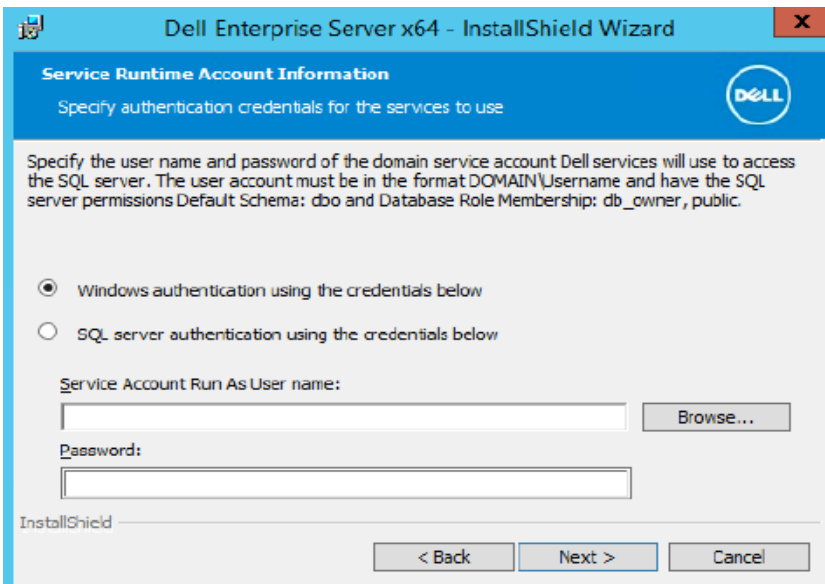 Dell Enterprise Server x64 - InstallShield Wizard
x
Service Runtime Account Information
Specify authentication credentials for the services to use
DELL
Specify the user name and password of the domain service account Dell services will use to access
the SQL server. The user account must be in the format DOMAIN\Username and have the SQL
server permissions Default Schema: dbo and Database Role Membership: db_owner, public.
Windows authentication using the credentials below
SQL server authentication using the credentials below
Service Account Run As User name:
Browse...
Password:
InstallShield
< Back
Next >
Cancel